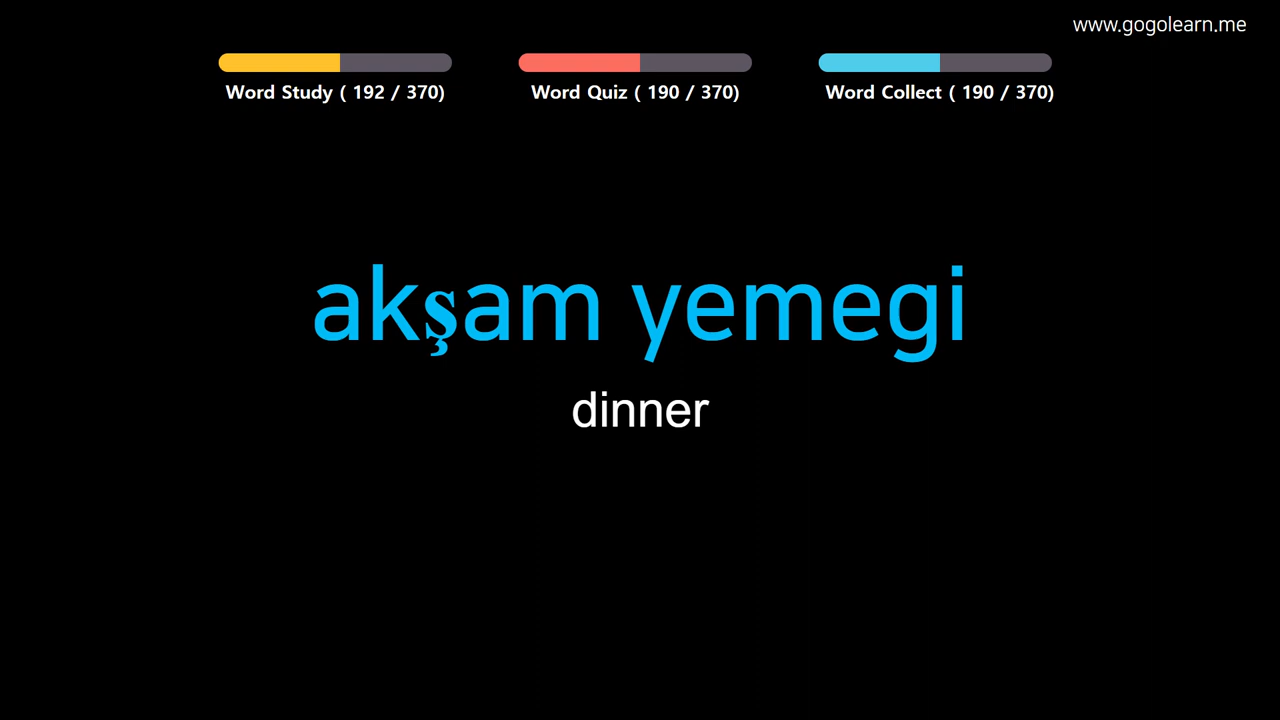 www.gogolearn.me
Word Study ( 192 / 370)
Word Quiz ( 190 / 370)
Word Collect ( 190 / 370)
akşam yemegi
dinner